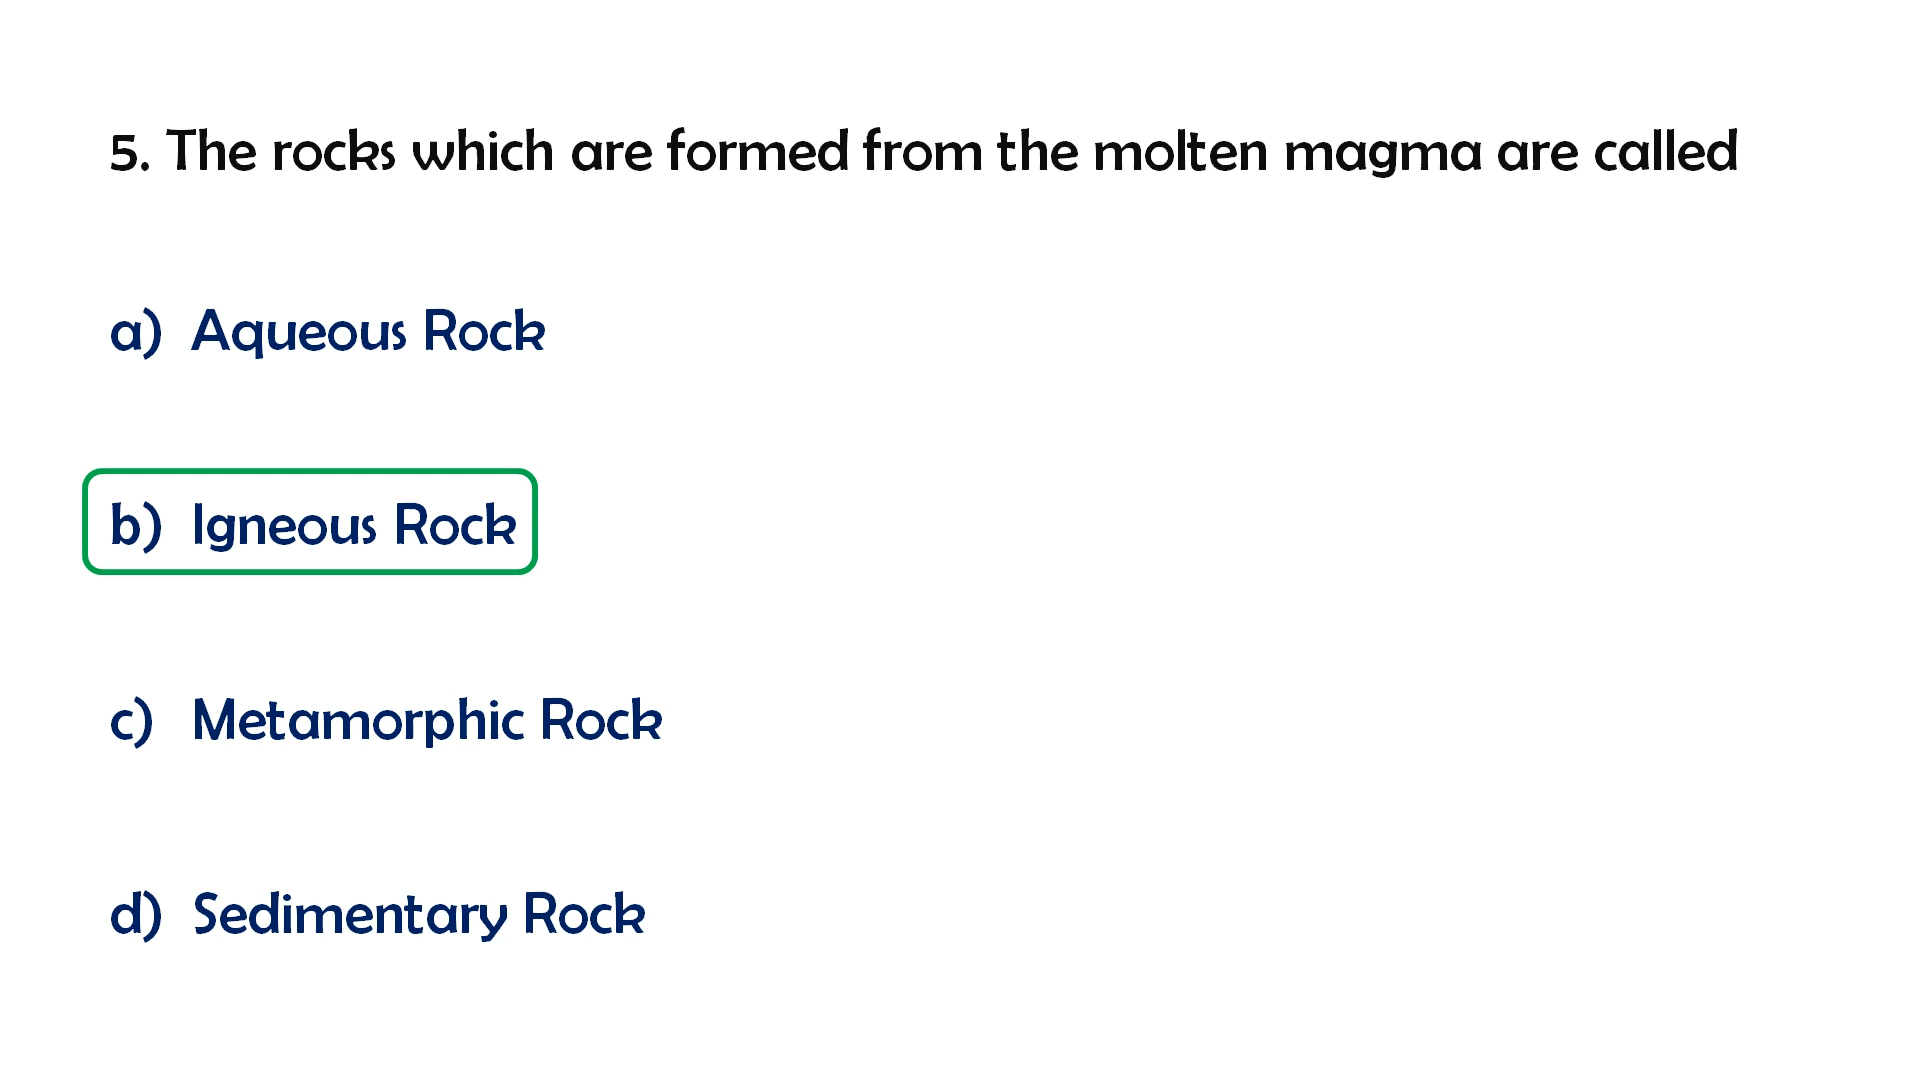 5. The rocks which are formed from the molten magma are called
a) Aqueous Rock
b) Igneous Rock
c) Metamorphic Rock
d) Sedimentary Rock